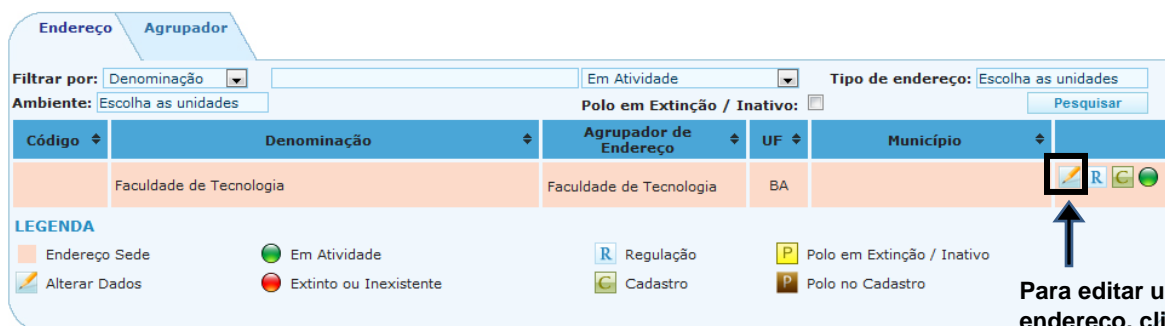 Endereço Agrupador
Filtrar por: Denominação Em Atividade Tipo de endereço: Escolha as unidades
Ambiente: Escolha as unidades Polo em Extinção / Inativo: Pesquisar
Código Denominação Agrupador de Endereço UF Município
Faculdade de Tecnologia Faculdade de Tecnologia BA R C
LEGENDA
Endereço Sede Em Atividade R Regulação P Polo em Extinção / Inativo
Alterar Dados Extinto ou Inexistente C Cadastro P Polo no Cadastro
Para editar u
endereço, cli